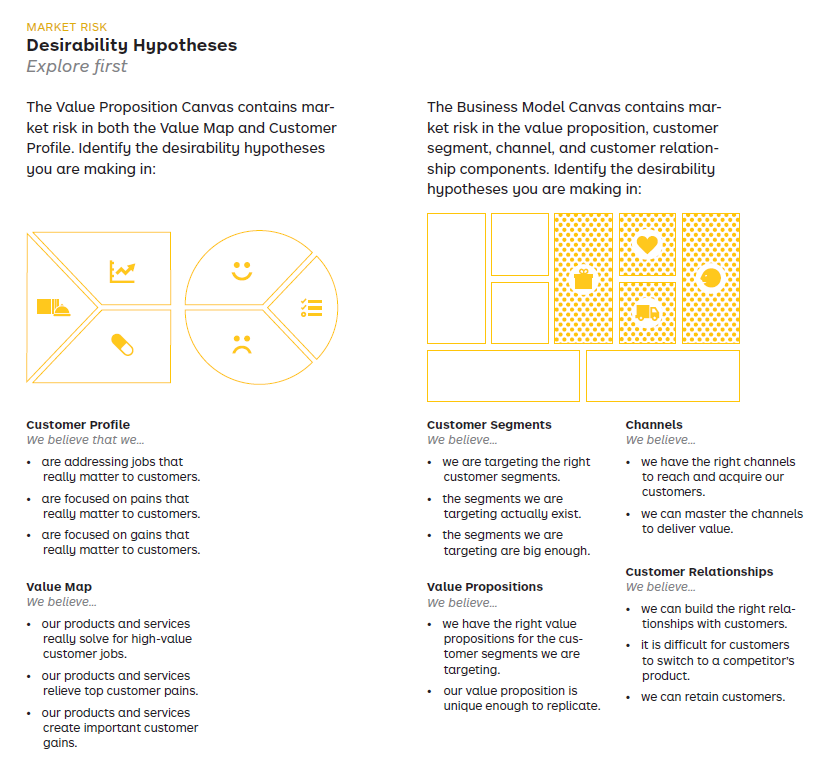 MARKET RISK
Desirability Hypotheses
Explore first
The Value Proposition Canvas contains mar-
ket risk in both the Value Map and Customer
Profile. Identify the desirability hypotheses
you are making in:
Customer Profile
We believe that we...
• are addressing jobs that
really matter to customers.
• are focused on pains that
really matter to customers.
• are focused on gains that
really matter to customers.
Value Map
We believe...
• our products and services
really solve for high-value
customer jobs.
• our products and services
relieve top customer pains.
• our products and services
create important customer
gains.
The Business Model Canvas contains mar-
ket risk in the value proposition, customer
segment, channel, and customer relation-
ship components. Identify the desirability
hypotheses you are making in:
Customer Segments
We believe...
• we are targeting the right
customer segments.
• the segments we are
targeting actually exist.
• the segments we are
targeting are big enough.
Value Propositions
We believe...
• we have the right value
propositions for the cus-
tomer segments we are
targeting.
• our value proposition is
unique enough to replicate.
Channels
We believe...
• we have the right channels
to reach and acquire our
customers.
• we can master the channels
to deliver value.
Customer Relationships
We believe...
• we can build the right rela-
tionships with customers.
• it is difficult for customers
to switch to a competitor's
product.
• we can retain customers.